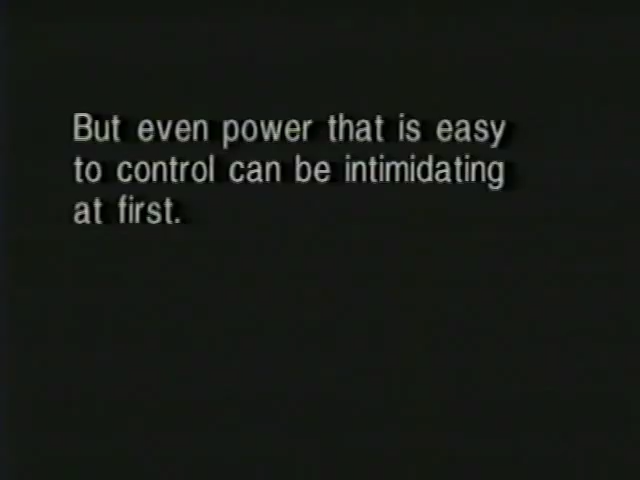 But even power that is easy
to control can be intimidating
at first.